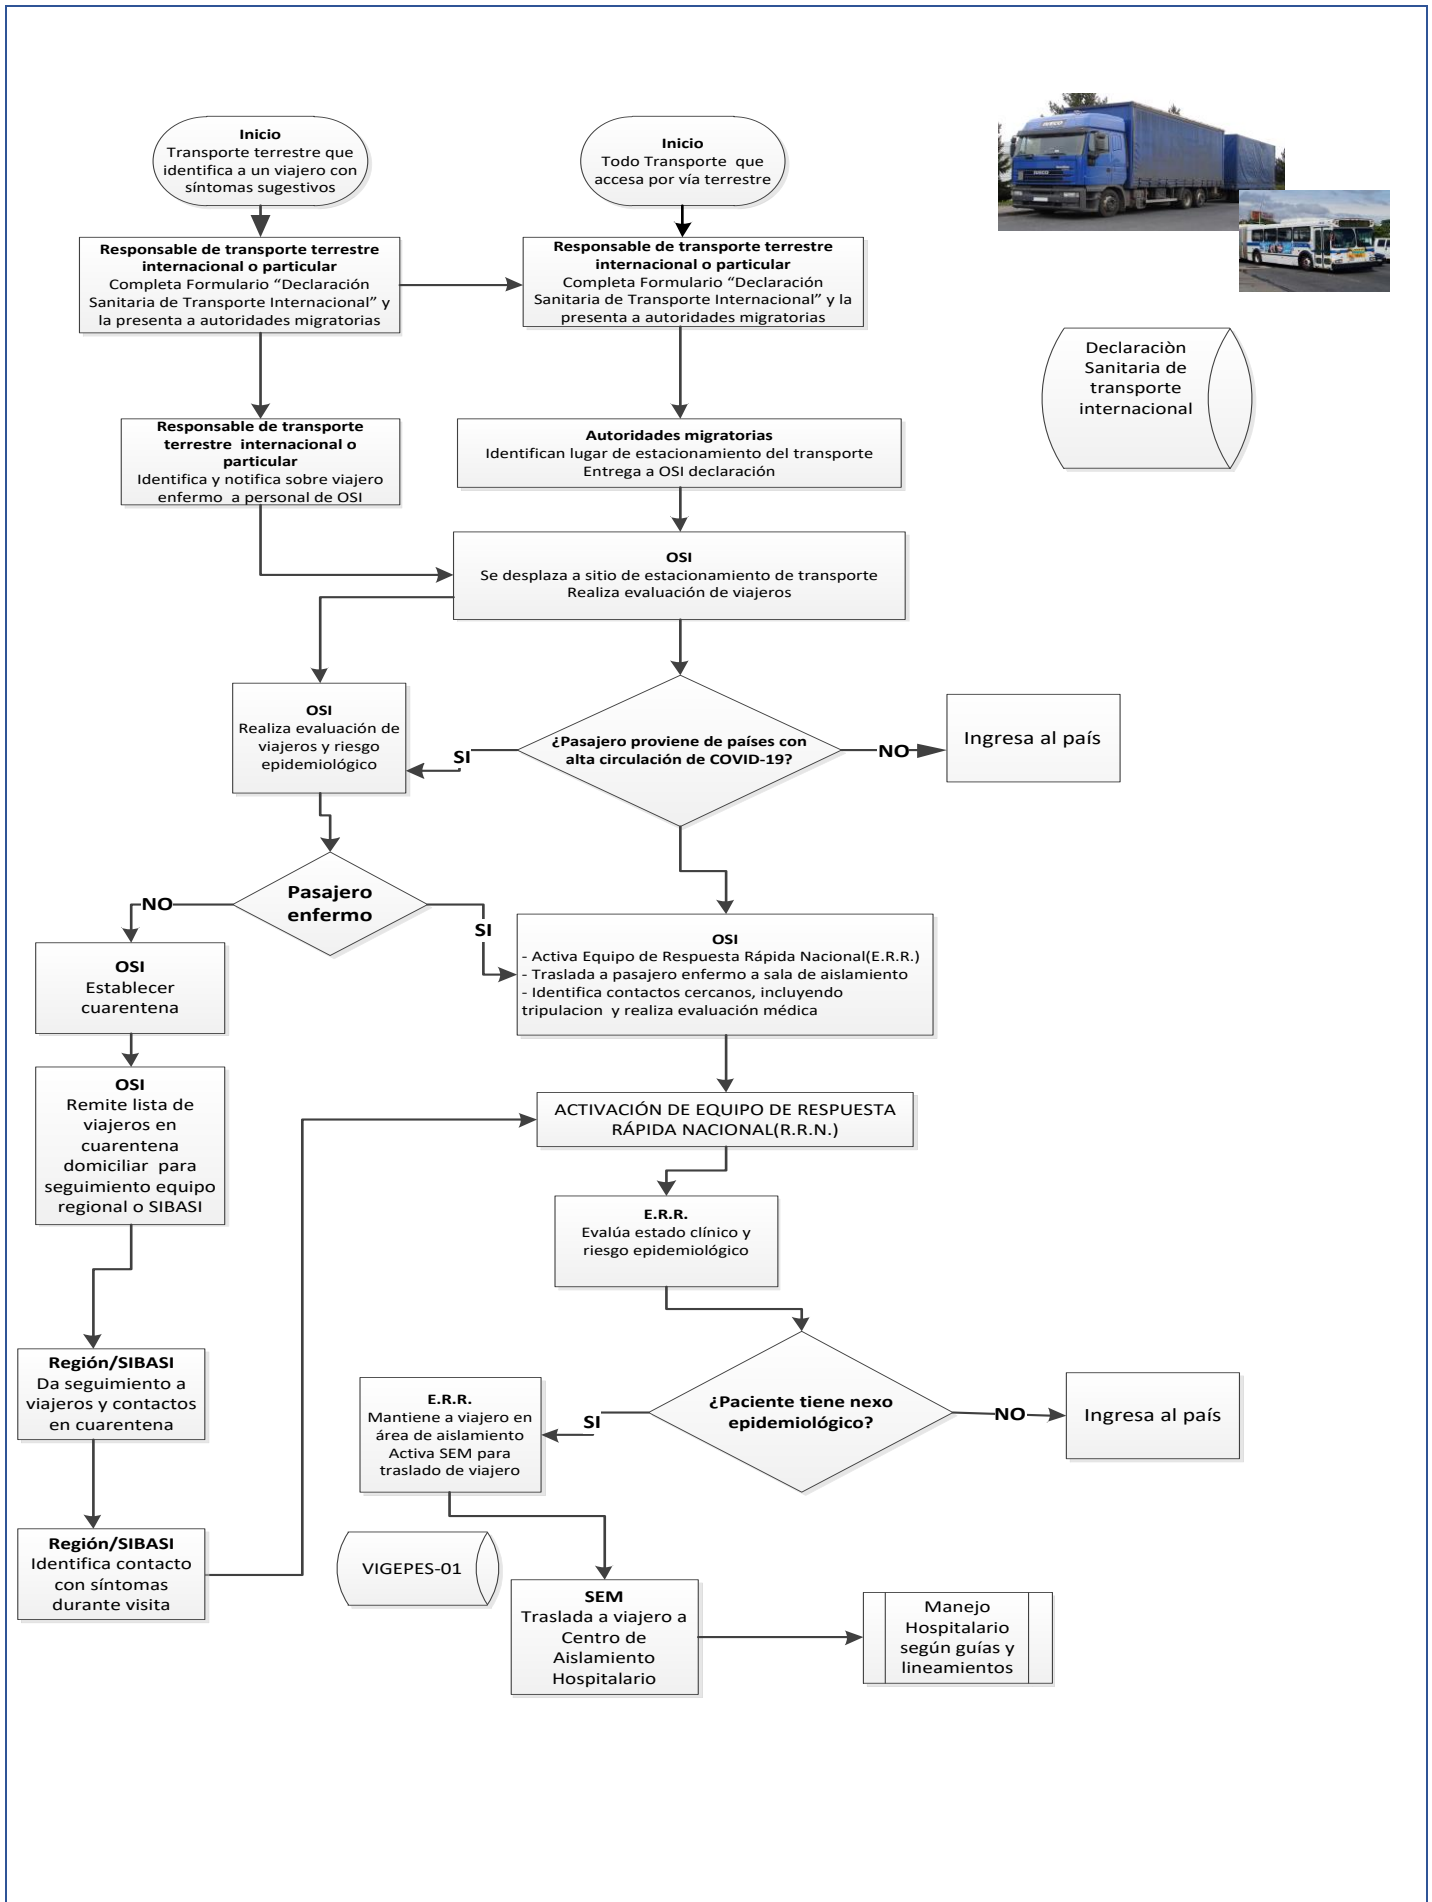 Inicio
Transporte terrestre que
identifica a un viajero con
síntomas sugestivos
Inicio
Todo Transporte que
accesa por vía terrestre
Responsable de transporte terrestre
internacional o particular
Completa Formulario “Declaración
Sanitaria de Transporte Internacional” y
la presenta a autoridades migratorias
Responsable de transporte terrestre
internacional o particular
Completa Formulario “Declaración
Sanitaria de Transporte Internacional” y la
presenta a autoridades migratorias
Declaraciòn
Sanitaria de
transporte
internacional
Responsable de transporte
terrestre internacional o
particular
Identifica y notifica sobre viajero
enfermo a personal de OSI
Autoridades migratorias
Identifican lugar de estacionamiento del transporte
Entrega a OSI declaración
OSI
Se desplaza a sitio de estacionamiento de transporte
Realiza evaluación de viajeros
OSI
Realiza evaluación de
viajeros y riesgo
epidemiológico
SI
¿Pasajero proviene de países con
alta circulación de COVID-19?
NO
Ingresa al país
NO
Pasajero
enfermo
SI
OSI
Establecer
cuarentena
OSI
- Activa Equipo de Respuesta Rápida Nacional(E.R.R.)
- Traslada a pasajero enfermo a sala de aislamiento
- Identifica contactos cercanos, incluyendo
tripulacion y realiza evaluación médica
OSI
Remite lista de
viajeros en
cuarentena
domiciliar para
seguimiento equipo
regional o SIBASI
ACTIVACIÓN DE EQUIPO DE RESPUESTA
RÁPIDA NACIONAL(R.R.N.)
E.R.R.
Evalúa estado clínico y
riesgo epidemiológico
Región/SIBASI
Da seguimiento a
viajeros y contactos
en cuarentena
E.R.R.
Mantiene a viajero en
área de aislamiento
Activa SEM para
traslado de viajero
SI
¿Paciente tiene nexo
epidemiológico?
NO
Ingresa al país
Región/SIBASI
Identifica contacto
con síntomas
durante visita
VIGEPES-01
SEM
Traslada a viajero a
Centro de
Aislamiento
Hospitalario
Manejo
Hospitalario
según guías y
lineamientos